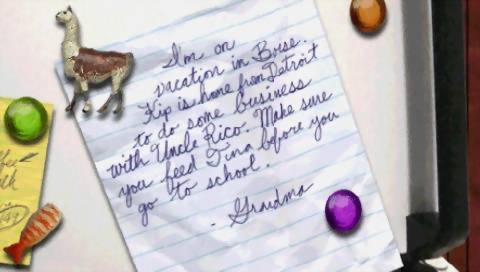 I'm on
vacation in Boise.
Kip is home from Detroit
to do some business
with Uncle Rico. Make sure
you feed Tina before you
go to school.
- Grandma